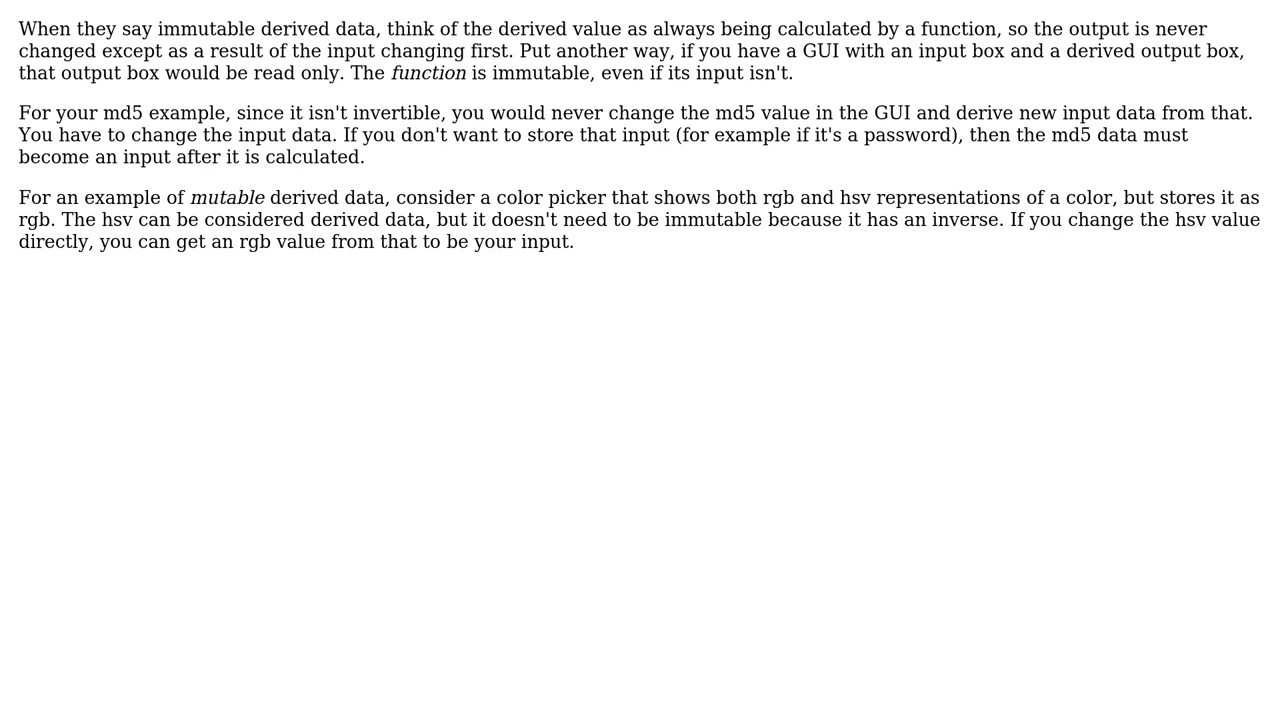 When they say immutable derived data, think of the derived value as always being calculated by a function, so the output is never
changed except as a result of the input changing first. Put another way, if you have a GUI with an input box and a derived output box,
that output box would be read only. The function is immutable, even if its input isn't.
For your md5 example, since it isn't invertible, you would never change the md5 value in the GUI and derive new input data from that.
You have to change the input data. If you don't want to store that input (for example if it's a password), then the md5 data must
become an input after it is calculated.
For an example of mutable derived data, consider a color picker that shows both rgb and hsv representations of a color, but stores it as
rgb. The hsv can be considered derived data, but it doesn't need to be immutable because it has an inverse. If you change the hsv value
directly, you can get an rgb value from that to be your input.